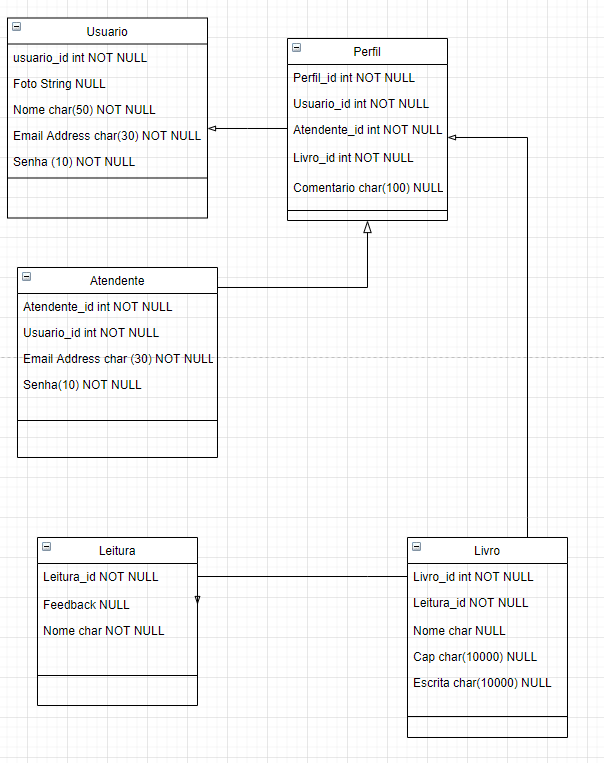 Usuario
usuario_id int NOT NULL
Foto String NULL
Nome char(50) NOT NULL
Email Address char(30) NOT NULL
Senha (10) NOT NULL
Perfil
Perfil_id int NOT NULL
Usuario_id int NOT NULL
Atendente_id int NOT NULL
Livro_id int NOT NULL
Comentario char(100) NULL
Atendente
Atendente_id int NOT NULL
Usuario_id int NOT NULL
Email Address char (30) NOT NULL
Senha(10) NOT NULL
Leitura
Leitura_id NOT NULL
Feedback NULL
Nome char NOT NULL
Livro
Livro_id int NOT NULL
Leitura_id NOT NULL
Nome char NULL
Cap char(10000) NULL
Escrita char(10000) NULL